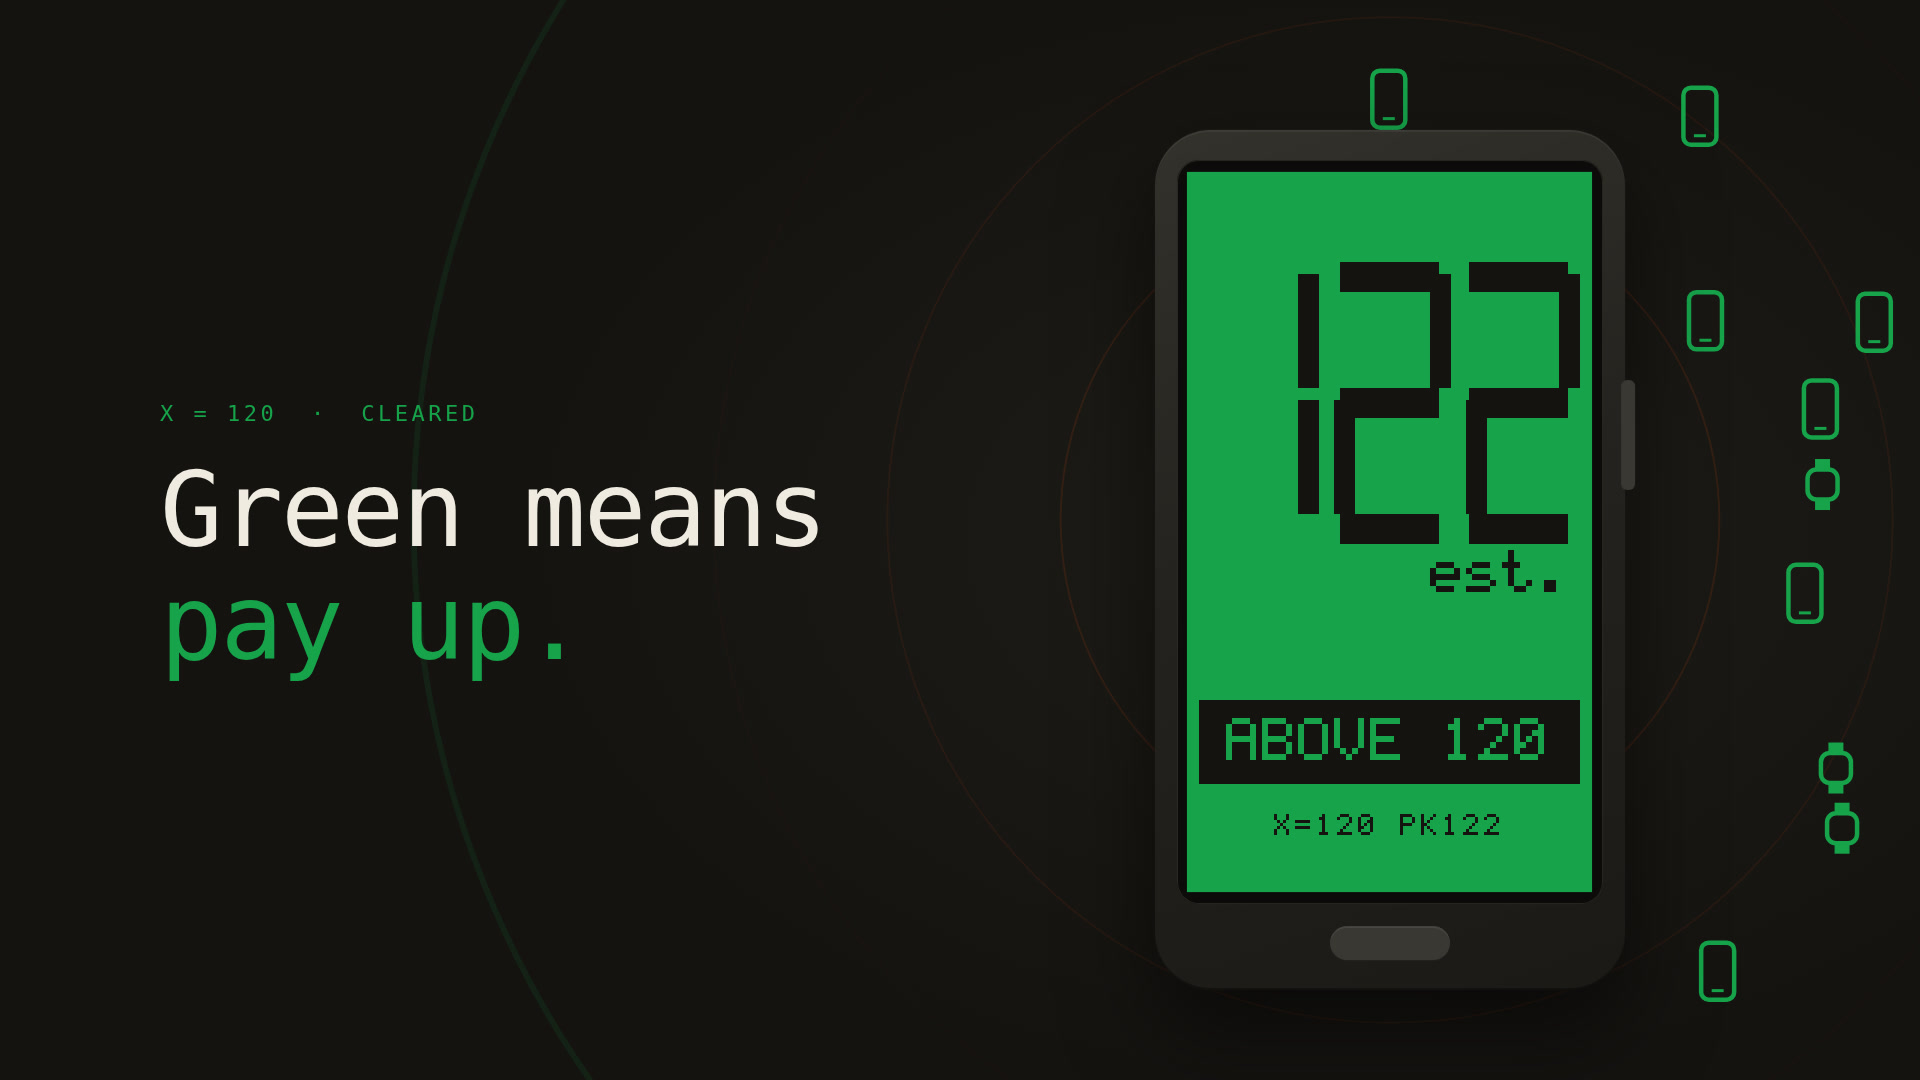 X = 120 · CLEARED
Green means
pay up.
122
est.
ABOVE 120
X=120 PK122